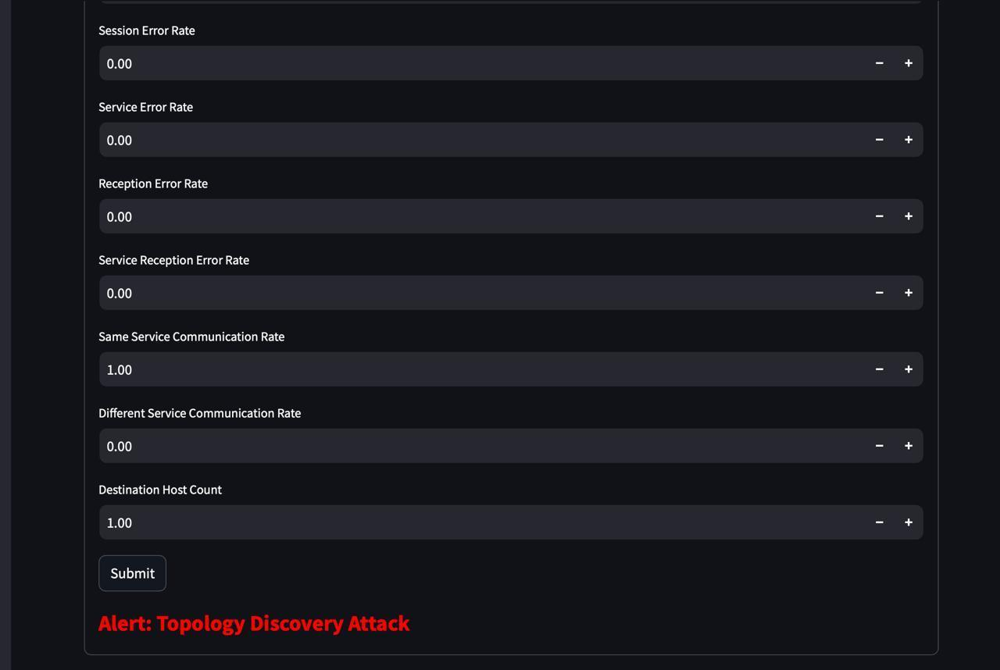 Session Error Rate
0.00
Service Error Rate
0.00
Reception Error Rate
0.00
Service Reception Error Rate
0.00
Same Service Communication Rate
1.00
Different Service Communication Rate
0.00
Destination Host Count
1.00
Submit
Alert: Topology Discovery Attack